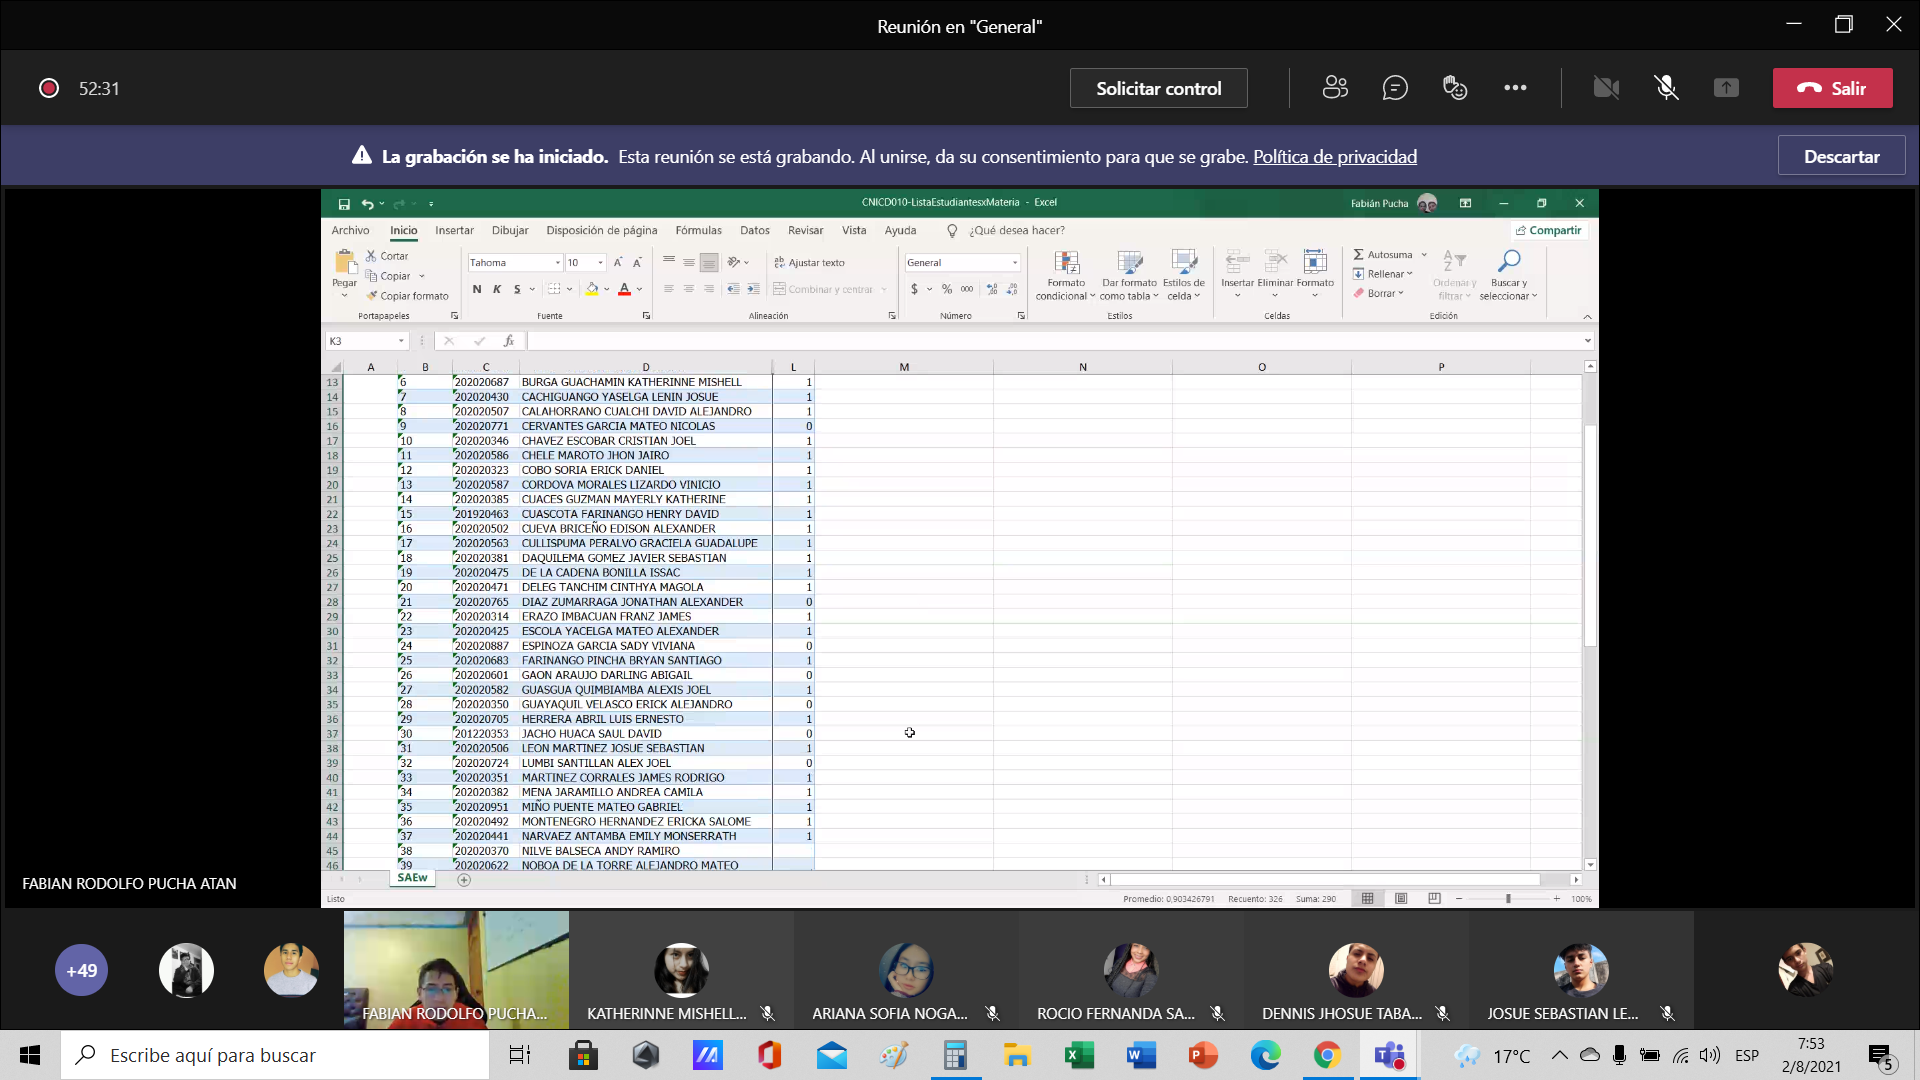 Reunión en "General"
52:31
Solicitar control
Salir
La grabación se ha iniciado. Esta reunión se está grabando. Al unirse, da su consentimiento para que se grabe. Política de privacidad
Descartar
CNICD010-ListaEstudiantesxMateria - Excel
Fabián Pucha
Archivo Inicio Insertar Dibujar Disposición de página Fórmulas Datos Revisar Vista Ayuda ¿Qué desea hacer?
Compartir
Pegar
Cortar
Copiar
Copiar formato
Portapapeles
Tahoma 10
N K S
Fuente
Ajustar texto
Combinar y centrar
Alineación
General
$ % 000
Número
Formato condicional
Dar formato como tabla
Estilos de celda
Estilos
Insertar Eliminar Formato
Celdas
Autosuma
Rellenar
Borrar
Ordenar y filtrar
Buscar y seleccionar
Edición
K3
fx
A B C D L M N O P
13 6 202020687 BURGA GUACHAMIN KATHERINNE MISHELL 1
14 7 202020430 CACHIGUANGO YASELGA LENIN JOSUE 1
15 8 202020507 CALAHORRANO CUALCHI DAVID ALEJANDRO 1
16 9 202020771 CERVANTES GARCIA MATEO NICOLAS 0
17 10 202020346 CHAVEZ ESCOBAR CRISTIAN JOEL 1
18 11 202020586 CHELE MAROTO JHON JAIRO 1
19 12 202020323 COBO SORIA ERICK DANIEL 1
20 13 202020587 CORDOVA MORALES LIZARDO VINICIO 1
21 14 202020385 CUACES GUZMAN MAYERLY KATHERINE 1
22 15 201920463 CUASCOTA FARINANGO HENRY DAVID 1
23 16 202020502 CUEVA BRICEÑO EDISON ALEXANDER 1
24 17 202020563 CULLISPUMA PERALVO GRACIELA GUADALUPE 1
25 18 202020381 DAQUILEMA GOMEZ JAVIER SEBASTIAN 1
26 19 202020475 DE LA CADENA BONILLA ISSAC 1
27 20 202020471 DELEG TANCHIM CINTHYA MAGOLA 1
28 21 202020765 DIAZ ZUMARRAGA JONATHAN ALEXANDER 0
29 22 202020314 ERAZO IMBACUAN FRANZ JAMES 1
30 23 202020425 ESCOLA YACELGA MATEO ALEXANDER 1
31 24 202020887 ESPINOZA GARCIA SADY VIVIANA 0
32 25 202020683 FARINANGO PINCHA BRYAN SANTIAGO 1
33 26 202020601 GAON ARAUJO DARLING ABIGAIL 0
34 27 202020582 GUASGUA QUIMBIAMBA ALEXIS JOEL 1
35 28 202020350 GUAYAQUIL VELASCO ERICK ALEJANDRO 0
36 29 202020705 HERRERA ABRIL LUIS ERNESTO 1
37 30 201220353 JACHO HUACA SAUL DAVID 0
38 31 202020506 LEON MARTINEZ JOSUE SEBASTIAN 1
39 32 202020724 LUMBI SANTILLAN ALEX JOEL 0
40 33 202020351 MARTINEZ CORRALES JAMES RODRIGO 1
41 34 202020382 MENA JARAMILLO ANDREA CAMILA 1
42 35 202020951 MIÑO PUENTE MATEO GABRIEL 1
43 36 202020492 MONTENEGRO HERNANDEZ ERICKA SALOME 1
44 37 202020441 NARVAEZ ANTAMBA EMILY MONSERRATH 1
45 38 202020370 NILVE BALSECA ANDY RAMIRO
46 39 202020622 NOBOA DE LA TORRE ALEJANDRO MATEO
FABIAN RODOLFO PUCHA ATAN
SAEw
Listo
Promedio: 0,903426791 Recuento: 326 Suma: 290
100%
+49
FABIAN RODOLFO PUCHA...
KATHERINNE MISHELL...
ARIANA SOFIA NOGA...
ROCIO FERNANDA SA...
DENNIS JHOSUE TABA...
JOSUE SEBASTIAN LE...
Escribe aquí para buscar
17°C
ESP
7:53
2/8/2021
5